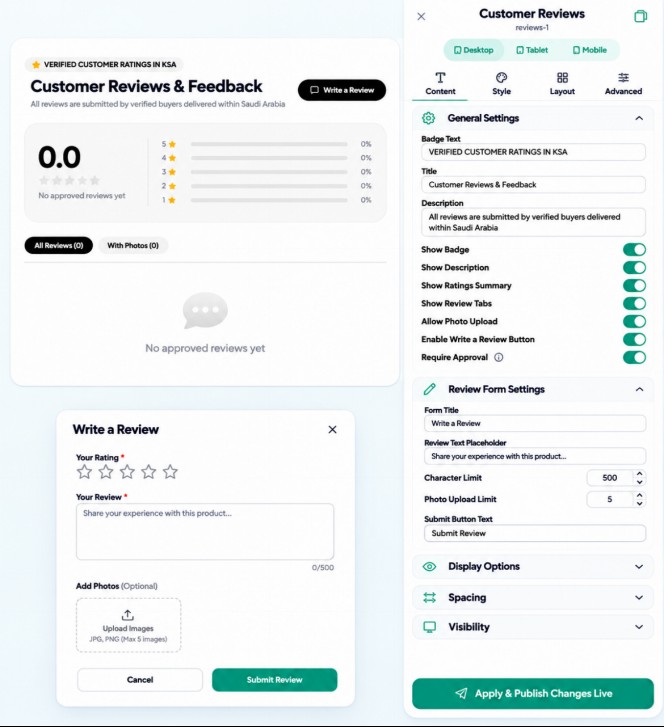 VERIFIED CUSTOMER RATINGS IN KSA
Customer Reviews & Feedback
Write a Review
All reviews are submitted by verified buyers delivered within Saudi Arabia
0.0
No approved reviews yet
5 0%
4 0%
3 0%
2 0%
1 0%
All Reviews (0)
With Photos (0)
No approved reviews yet
Write a Review
Your Rating *
Your Review *
Share your experience with this product...
0/500
Add Photos (Optional)
Upload Images
JPG, PNG (Max 5 images)
Cancel
Submit Review
Customer Reviews
reviews-1
Desktop
Tablet
Mobile
Content
Style
Layout
Advanced
General Settings
Badge Text
VERIFIED CUSTOMER RATINGS IN KSA
Title
Customer Reviews & Feedback
Description
All reviews are submitted by verified buyers delivered
within Saudi Arabia
Show Badge
Show Description
Show Ratings Summary
Show Review Tabs
Allow Photo Upload
Enable Write a Review Button
Require Approval
Review Form Settings
Form Title
Write a Review
Review Text Placeholder
Share your experience with this product...
Character Limit
500
Photo Upload Limit
5
Submit Button Text
Submit Review
Display Options
Spacing
Visibility
Apply & Publish Changes Live